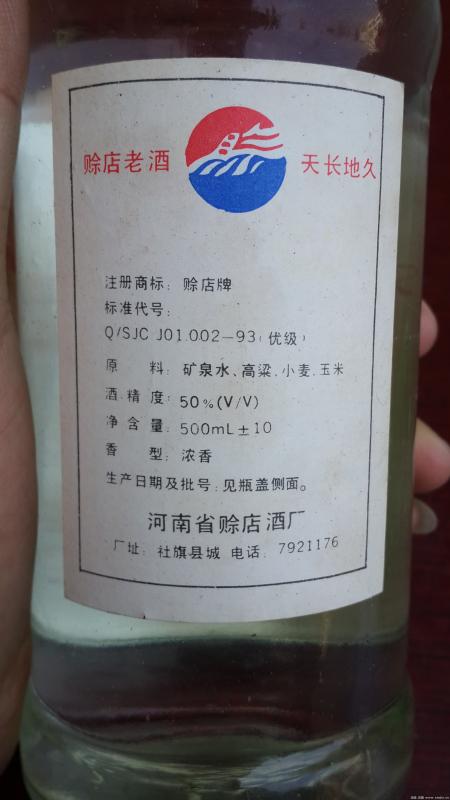 赊店老酒 天长地久
注册商标: 赊店牌
标准代号:
Q/SJC J01.002-93(优级)
原 料: 矿泉水、高粱.小麦.玉米
酒 精 度: 50%(V/V)
净 含 量: 500mL±10
香 型: 浓香
生产日期及批号:见瓶盖侧面。
河南省赊店酒厂
厂址: 社旗县城 电话: 7921176